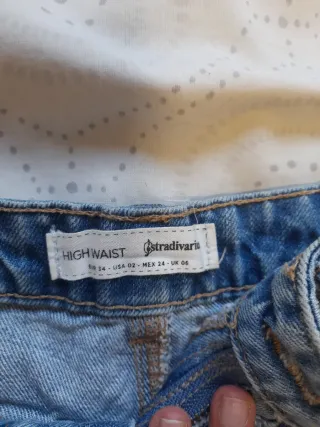 HIGH WAIST
stradivarius
34 - USA 02 - MEX 24 - UK 06